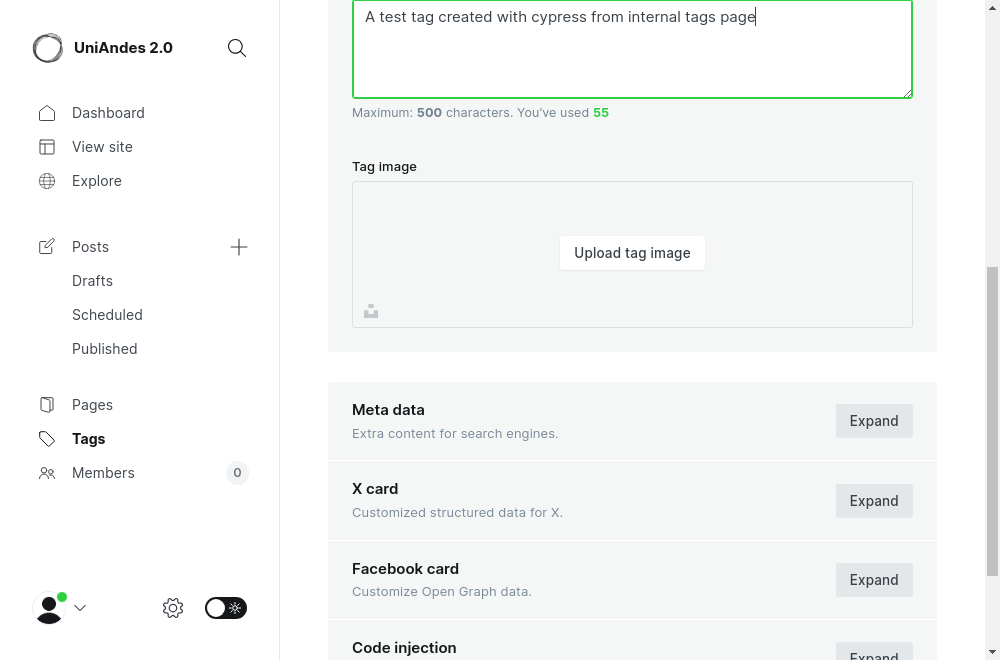 UniAndes 2.0
Dashboard
View site
Explore
Posts
Drafts
Scheduled
Published
Pages
Tags
Members 0
A test tag created with cypress from internal tags page
Maximum: 500 characters. You’ve used 55
Tag image
Upload tag image
Meta data
Extra content for search engines.
Expand
X card
Customized structured data for X.
Expand
Facebook card
Customize Open Graph data.
Expand
Code injection
Expand